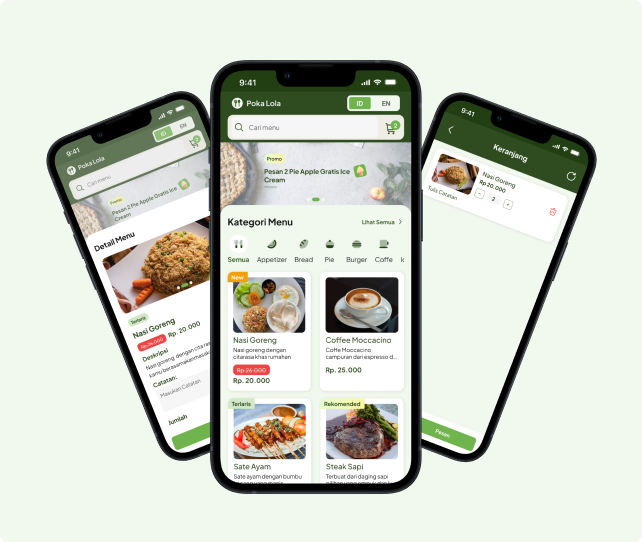 9:41
Poka Lola
ID EN
Cari menu
2
Promo
Pesan 2 Pie Apple Gratis Ice
Cream
Kategori Menu
Lihat Semua
Semua Appetizer Bread Pie Burger Coffe
New
Nasi Goreng
Nasi goreng dengan
citarasa khas rumahan
Rp 26.000
Rp. 20.000
Coffee Moccacino
Coffe Moccacino
campuran dari espresso d...
Rp. 25.000
Terlaris
Sate Ayam
Sate ayam dengan bumbu
Rekomended
Steak Sapi
Terbuat dari daging sapi
9:41
Poka Lola
ID EN
Cari menu
Promo
Pesan 2 Pie Apple Gratis Ice
Cream
Detail Menu
Terlaris
Nasi Goreng
Rp 26.000 Rp. 20.000
Deskripsi
Nasi goreng dengan cita ras
Catatan:
Masukan Catatan
Jumlah
9:41
Keranjang
Nasi Goreng
Rp 20.000
Tulis Catatan
- 2 +
Pesan